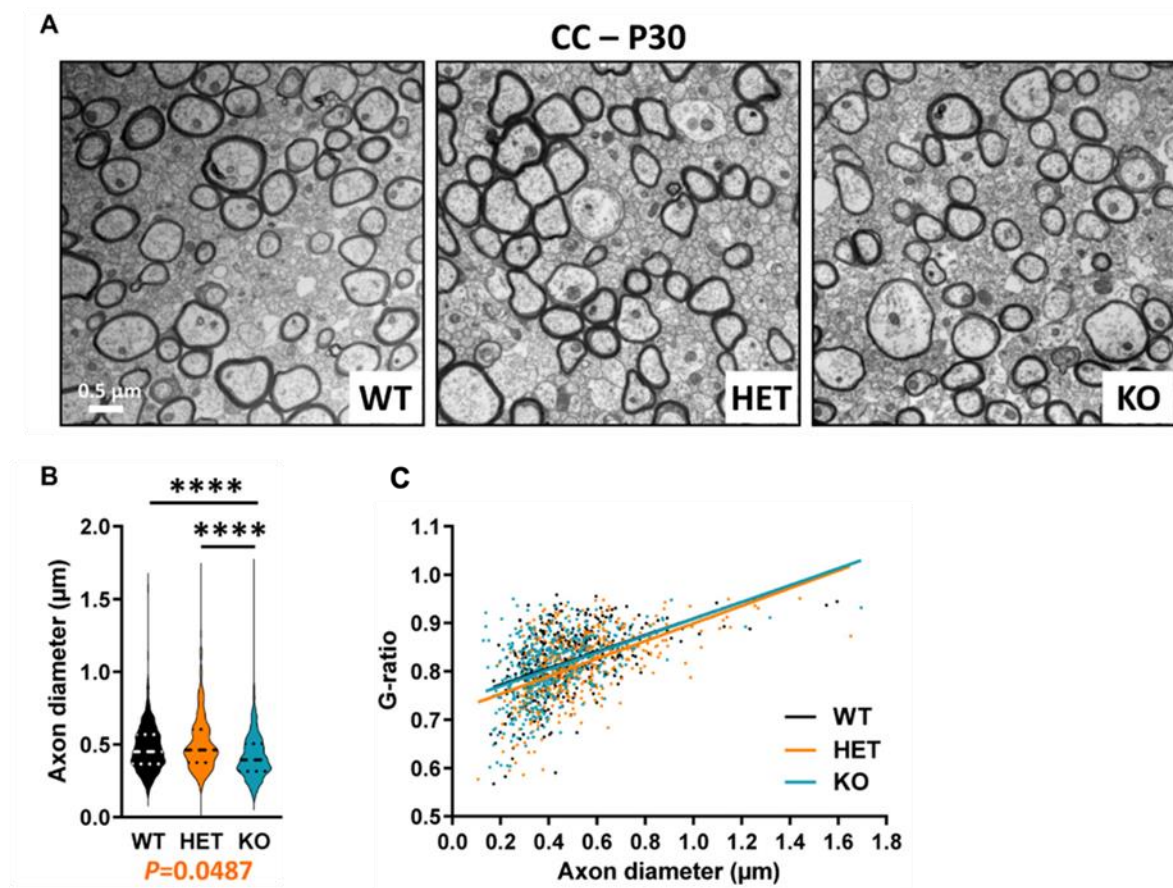 A
CC – P30
0.5 µm
WT
HET
KO
B
****
****
2.0
1.5
1.0
0.5
0.0
Axon diameter (µm)
WT HET KO
P=0.0487
C
1.1
1.0
0.9
0.8
0.7
0.6
0.5
G-ratio
WT
HET
KO
0.0 0.2 0.4 0.6 0.8 1.0 1.2 1.4 1.6 1.8
Axon diameter (µm)